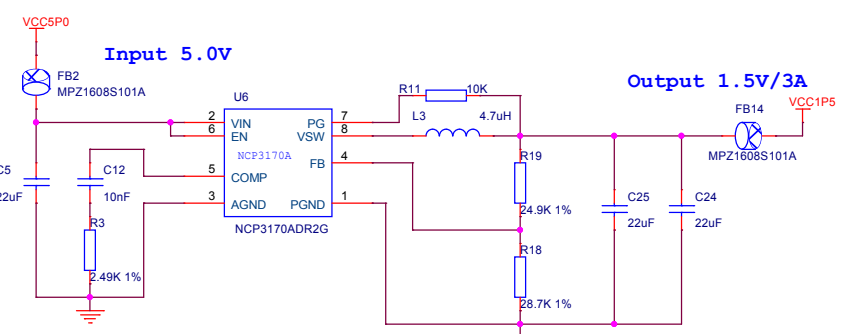 VCC5P0
Input 5.0V
FB2
MPZ1608S101A
U6
R11
10K
Output 1.5V/3A
FB14
VCC1P5
MPZ1608S101A
L3
4.7uH
2
VIN
PG
7
6
EN
VSW
8
NCP3170A
FB
4
5
COMP
3
AGND
PGND
1
NCP3170ADR2G
C5
22uF
C12
10nF
R3
2.49K 1%
R19
24.9K 1%
R18
28.7K 1%
C25
22uF
C24
22uF